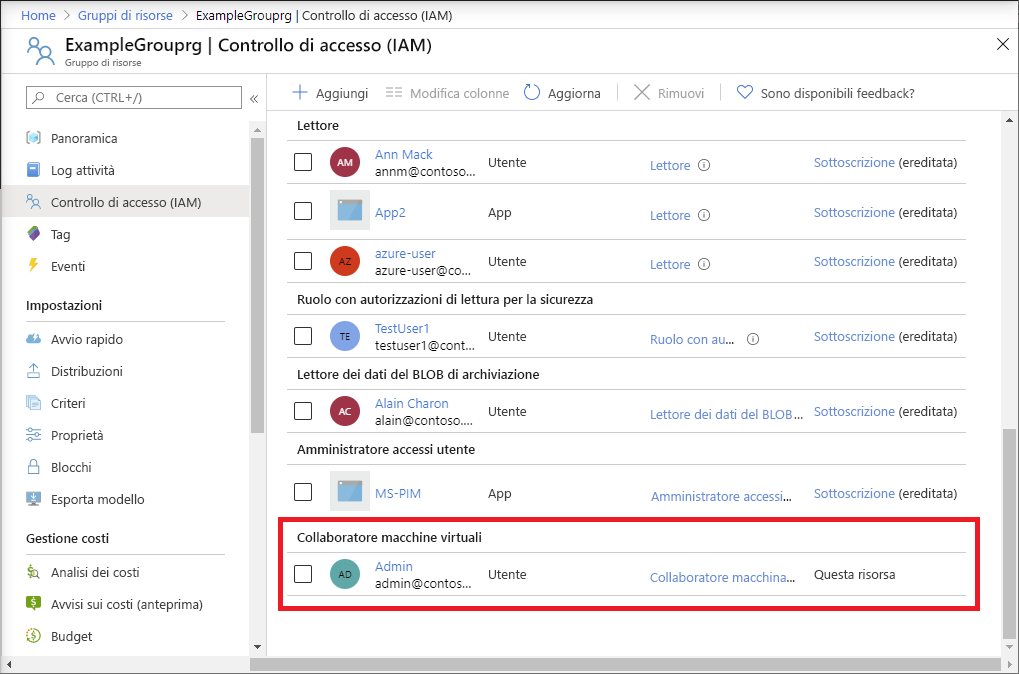 Home > Gruppi di risorse > ExampleGrouprg | Controllo di accesso (IAM)
ExampleGrouprg | Controllo di accesso (IAM)
Gruppo di risorse
Cerca (CTRL+/)
«
Panoramica
Log attività
Controllo di accesso (IAM)
Tag
Eventi
Impostazioni
Avvio rapido
Distribuzioni
Criteri
Proprietà
Blocchi
Esporta modello
Gestione costi
Analisi dei costi
Avvisi sui costi (anteprima)
Budget
Aggiungi Modifica colonne Aggiorna Rimuovi Sono disponibili feedback?
Lettore
AM Ann Mack Utente Lettore Sottoscrizione (ereditata)
annm@contoso...
App2 App Lettore Sottoscrizione (ereditata)
AZ azure-user Utente Lettore Sottoscrizione (ereditata)
azure-user@co...
Ruolo con autorizzazioni di lettura per la sicurezza
TE TestUser1 Utente Ruolo con au... Sottoscrizione (ereditata)
testuser1@cont...
Lettore dei dati del BLOB di archiviazione
AC Alain Charon Utente Lettore dei dati del BLOB... Sottoscrizione (ereditata)
alain@contoso....
Amministratore accessi utente
MS-PIM App Amministratore accessi... Sottoscrizione (ereditata)
Collaboratore macchine virtuali
AD Admin Utente Collaboratore macchina... Questa risorsa
admin@contos...